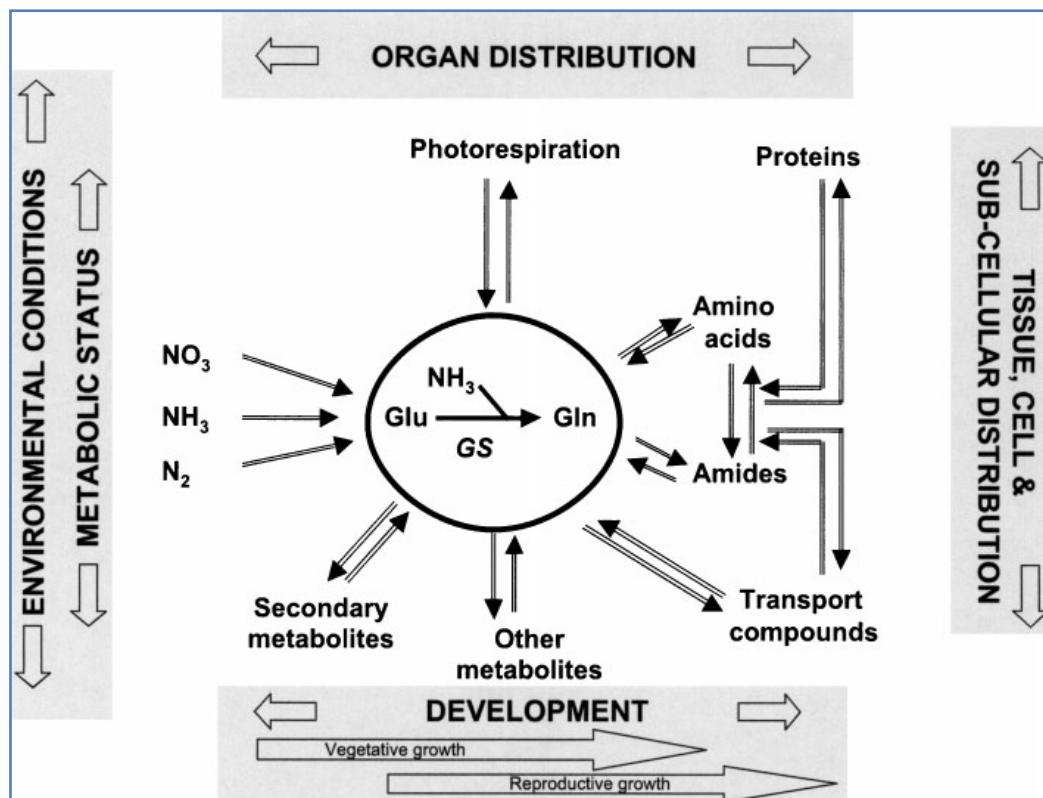 ORGAN DISTRIBUTION
ENVIRONMENTAL CONDITIONS
METABOLIC STATUS
Photorespiration
Proteins
Amino
acids
NO3
NH3
N2
NH3
Glu
Gln
GS
Amides
Secondary
metabolites
Other
metabolites
Transport
compounds
TISSUE, CELL &
SUB-CELLULAR DISTRIBUTION
DEVELOPMENT
Vegetative growth
Reproductive growth